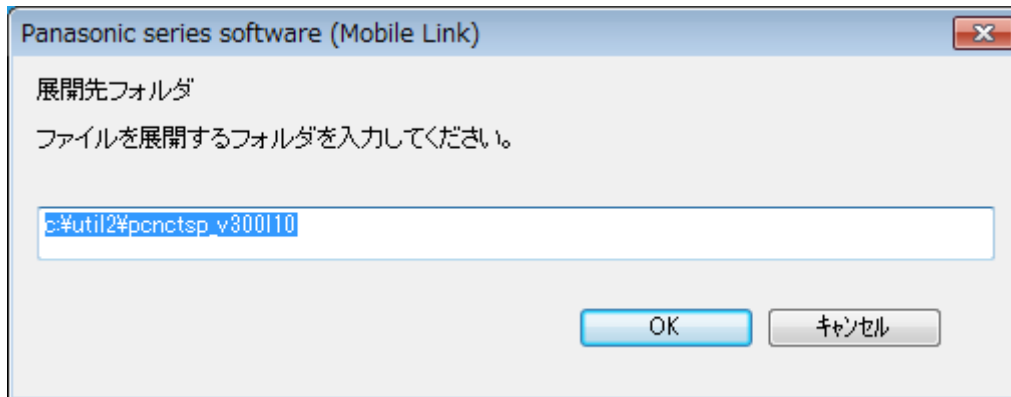 Panasonic series software (Mobile Link)
展開先フォルダ
ファイルを展開するフォルダを入力してください。
c:¥util2¥pcnctsp_v300l10
OK
キャンセル